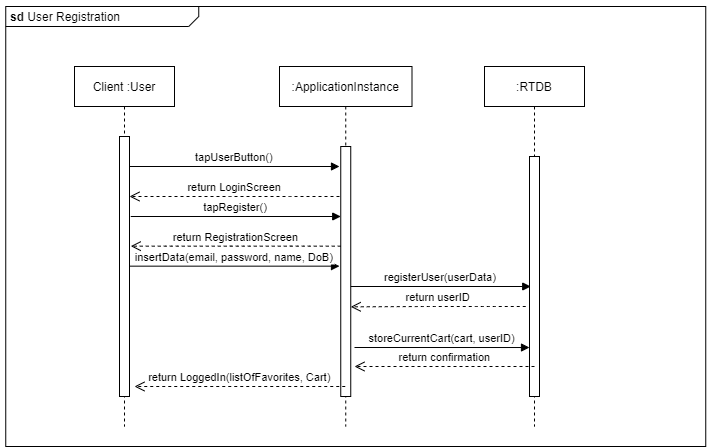 sd User Registration
Client :User
:ApplicationInstance
:RTDB
tapUserButton()
return LoginScreen
tapRegister()
return RegistrationScreen
insertData(email, password, name, DoB)
registerUser(userData)
return userID
storeCurrentCart(cart, userID)
return confirmation
return LoggedIn(listOfFavorites, Cart)